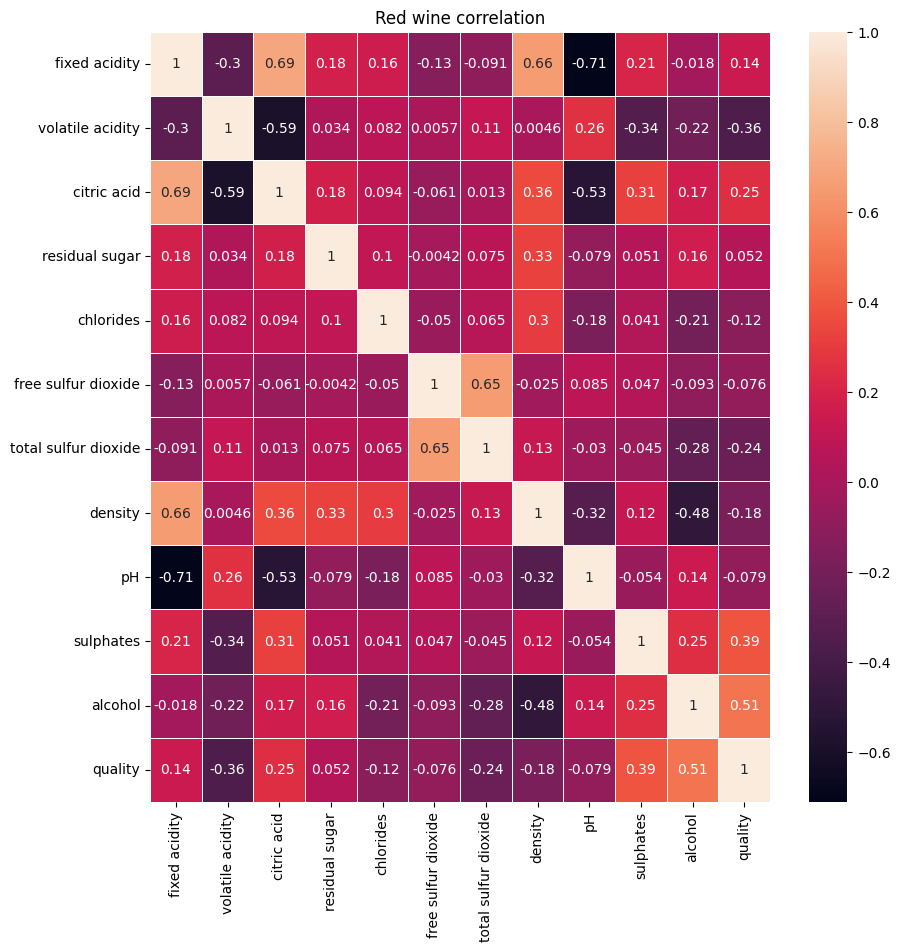 Red wine correlation
fixed acidity 1 -0.3 0.69 0.18 0.16 -0.13 -0.091 0.66 -0.71 0.21 -0.018 0.14
volatile acidity -0.3 1 -0.59 0.034 0.082 0.0057 0.11 0.0046 0.26 -0.34 -0.22 -0.36
citric acid 0.69 -0.59 1 0.18 0.094 -0.061 0.013 0.36 -0.53 0.31 0.17 0.25
residual sugar 0.18 0.034 0.18 1 0.1 -0.0042 0.075 0.33 -0.079 0.051 0.16 0.052
chlorides 0.16 0.082 0.094 0.1 1 -0.05 0.065 0.3 -0.18 0.041 -0.21 -0.12
free sulfur dioxide -0.13 0.0057 -0.061 -0.0042 -0.05 1 0.65 -0.025 0.085 0.047 -0.093 -0.076
total sulfur dioxide -0.091 0.11 0.013 0.075 0.065 0.65 1 0.13 -0.03 -0.045 -0.28 -0.24
density 0.66 0.0046 0.36 0.33 0.3 -0.025 0.13 1 -0.32 0.12 -0.48 -0.18
pH -0.71 0.26 -0.53 -0.079 -0.18 0.085 -0.03 -0.32 1 -0.054 0.14 -0.079
sulphates 0.21 -0.34 0.31 0.051 0.041 0.047 -0.045 0.12 -0.054 1 0.25 0.39
alcohol -0.018 -0.22 0.17 0.16 -0.21 -0.093 -0.28 -0.48 0.14 0.25 1 0.51
quality 0.14 -0.36 0.25 0.052 -0.12 -0.076 -0.24 -0.18 -0.079 0.39 0.51 1
fixed acidity
volatile acidity
citric acid
residual sugar
chlorides
free sulfur dioxide
total sulfur dioxide
density
pH
sulphates
alcohol
quality
1.0
0.8
0.6
0.4
0.2
0.0
−0.2
−0.4
−0.6